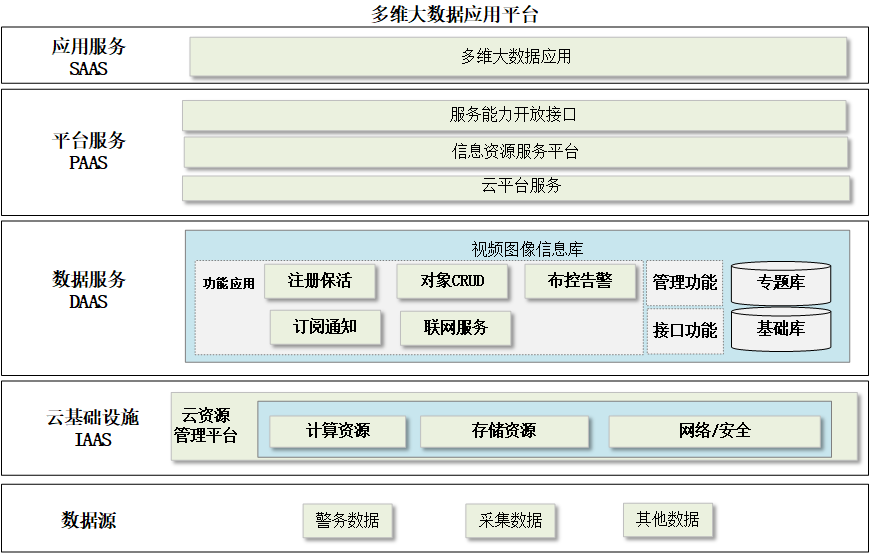 多维大数据应用平台
应用服务
SAAS
多维大数据应用
平台服务
PAAS
服务能力开放接口
信息资源服务平台
云平台服务
数据服务
DAAS
视频图像信息库
功能应用
注册保活
对象CRUD
布控告警
管理功能
专题库
订阅通知
联网服务
接口功能
基础库
云基础设施
IAAS
云资源
管理平台
计算资源
存储资源
网络/安全
数据源
警务数据
采集数据
其他数据